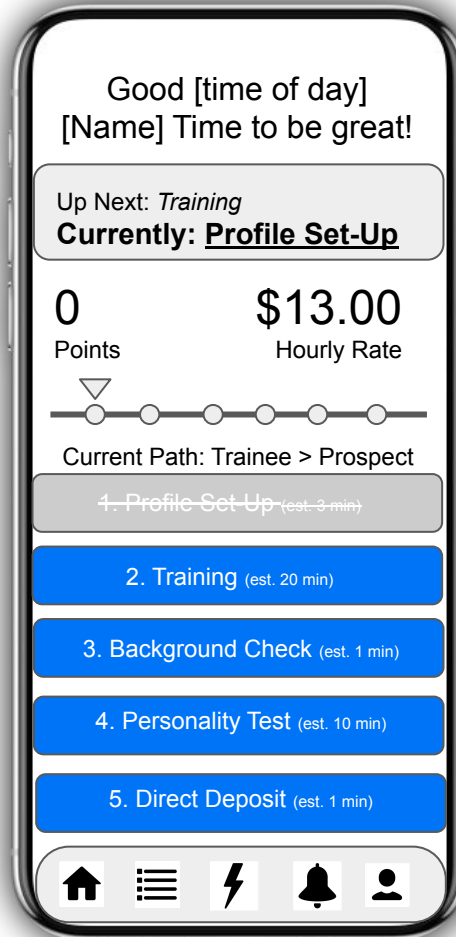 Good [time of day]
[Name] Time to be great!
Up Next: Training
Currently: Profile Set-Up
0 $13.00
Points Hourly Rate
Current Path: Trainee > Prospect
1. Profile Set-Up (est. 3 min)
2. Training (est. 20 min)
3. Background Check (est. 1 min)
4. Personality Test (est. 10 min)
5. Direct Deposit (est. 1 min)